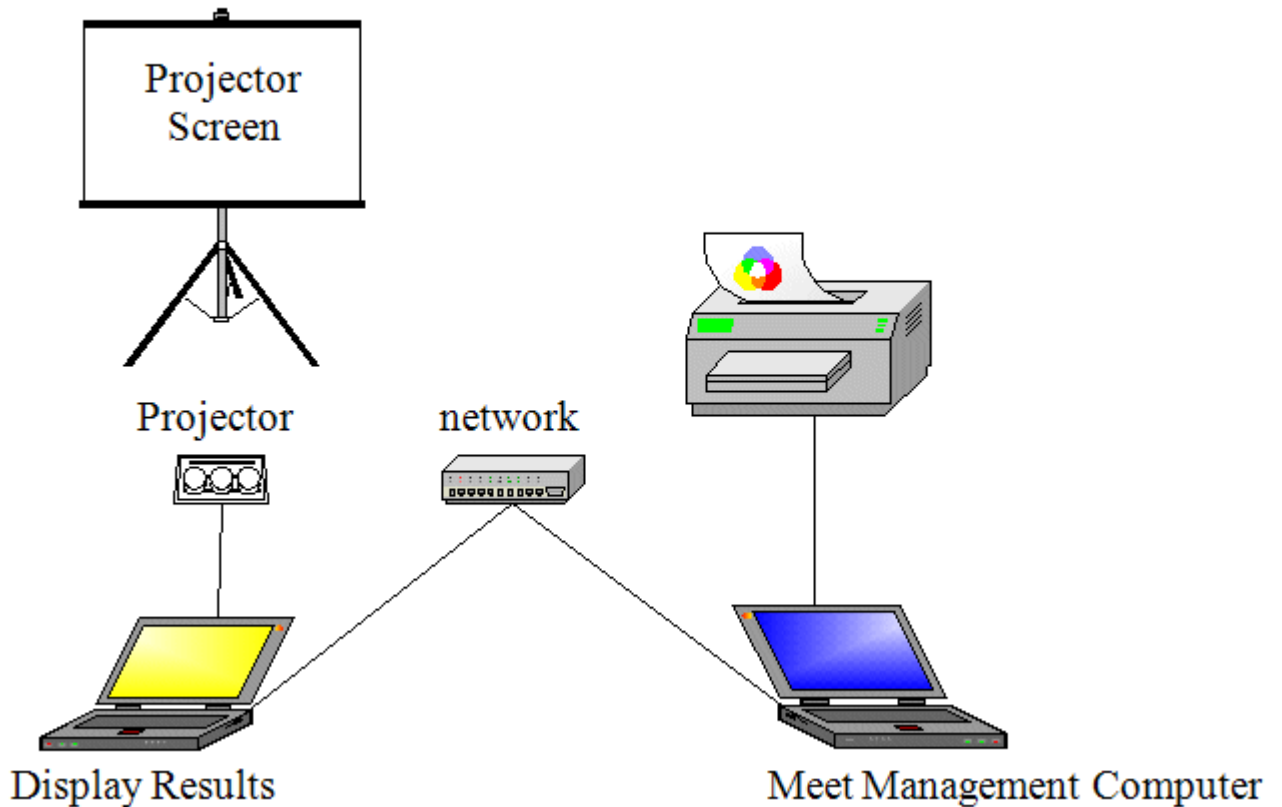 Projector
Screen
Projector
network
Display Results
Meet Management Computer